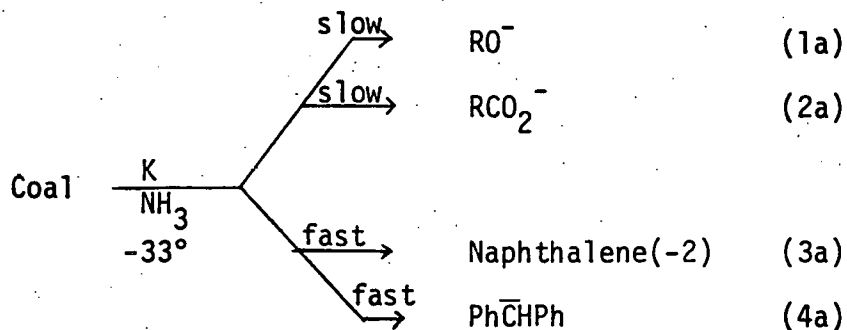 slow RO⁻ (1a)
slow RCO₂⁻ (2a)
Coal K
NH₃
-33°
fast Naphthalene(-2) (3a)
fast PhC̅HPh (4a)